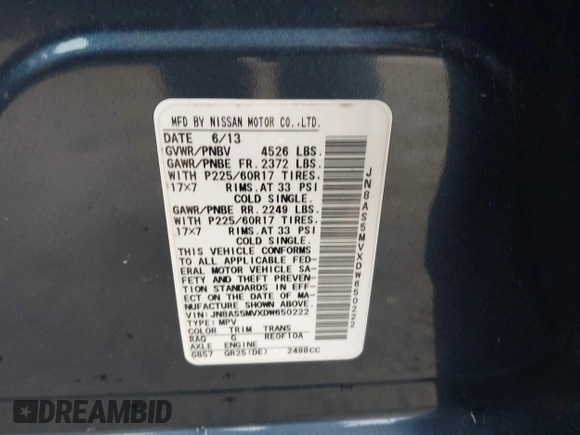 MFD BY NISSAN MOTOR CO.,LTD.
DATE 6/13
GVWR/PNBV 4526 LBS.
GAWR/PNBE FR. 2372 LBS.
WITH P225/60R17 TIRES.
17×7 RIMS.AT 33 PSI
COLD SINGLE.
GAWR/PNBE RR. 2249 LBS.
WITH P225/60R17 TIRES.
17×7 RIMS.AT 33 PSI
COLD SINGLE.
THIS VEHICLE CONFORMS
TO ALL APPLICABLE FED-
ERAL MOTOR VEHICLE SA-
FETY AND THEFT PREVEN-
TION STANDARDS IN EFF-
ECT ON THE DATE OF MA-
NUFACTURE SHOWN ABOVE.
VIN:JN8AS5MVXDW650222
TYPE:MPV
COLOR TRIM TRANS
RAQ G RE0F10A
AXLE ENGINE
GB57 QR25(DE) 2488CC
JN8AS5MVXDW650222
DREAMBID